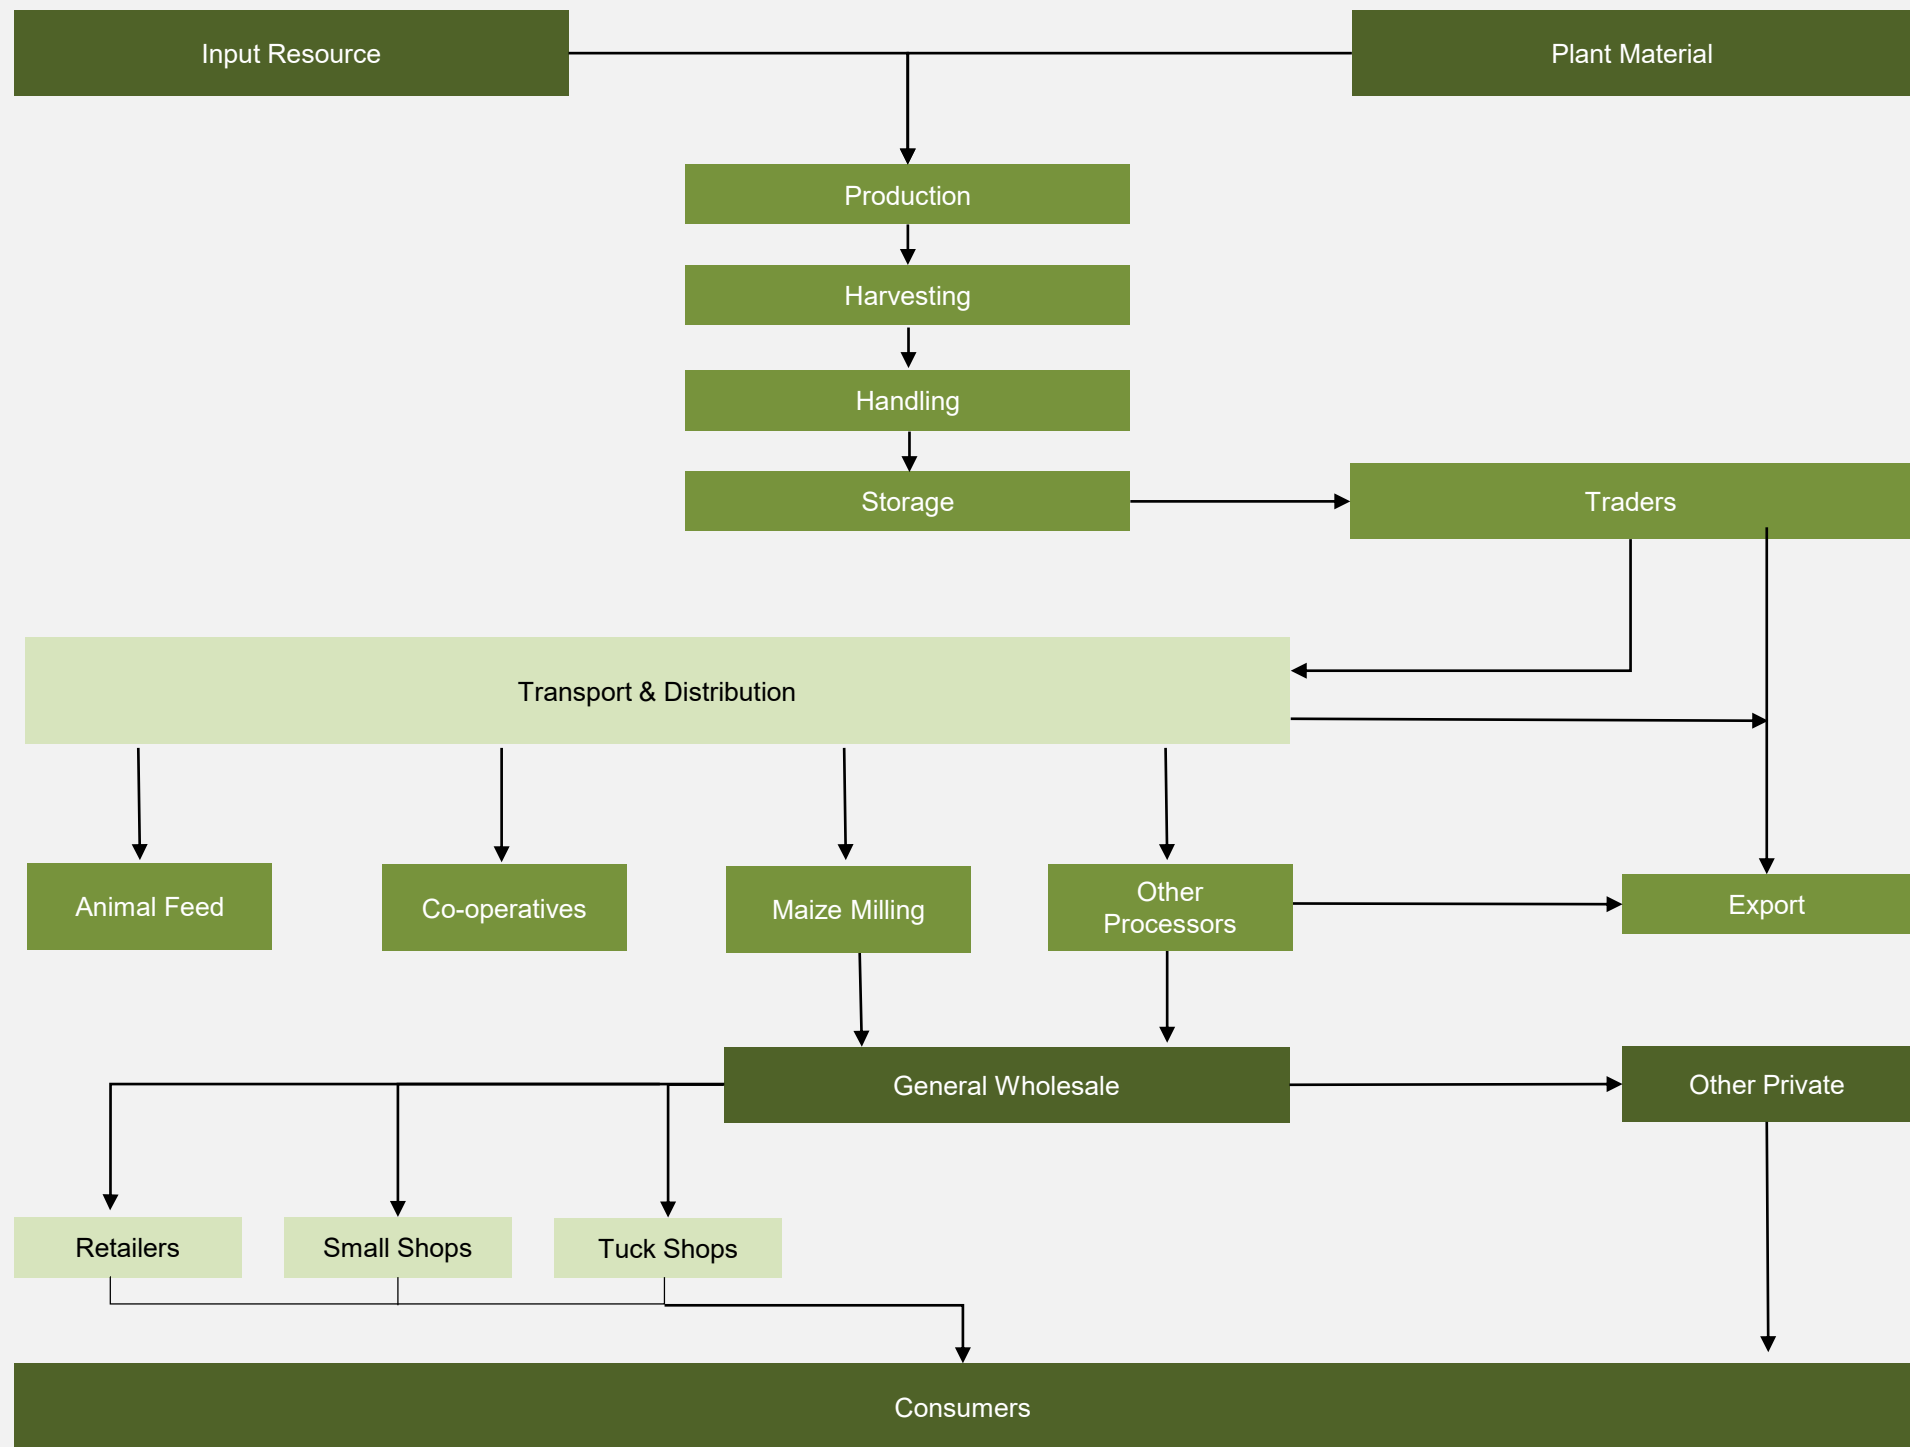 Input Resource
Plant Material
Production
Harvesting
Handling
Storage
Traders
Transport & Distribution
Animal Feed
Co-operatives
Maize Milling
Other
Processors
Export
General Wholesale
Other Private
Retailers
Small Shops
Tuck Shops
Consumers